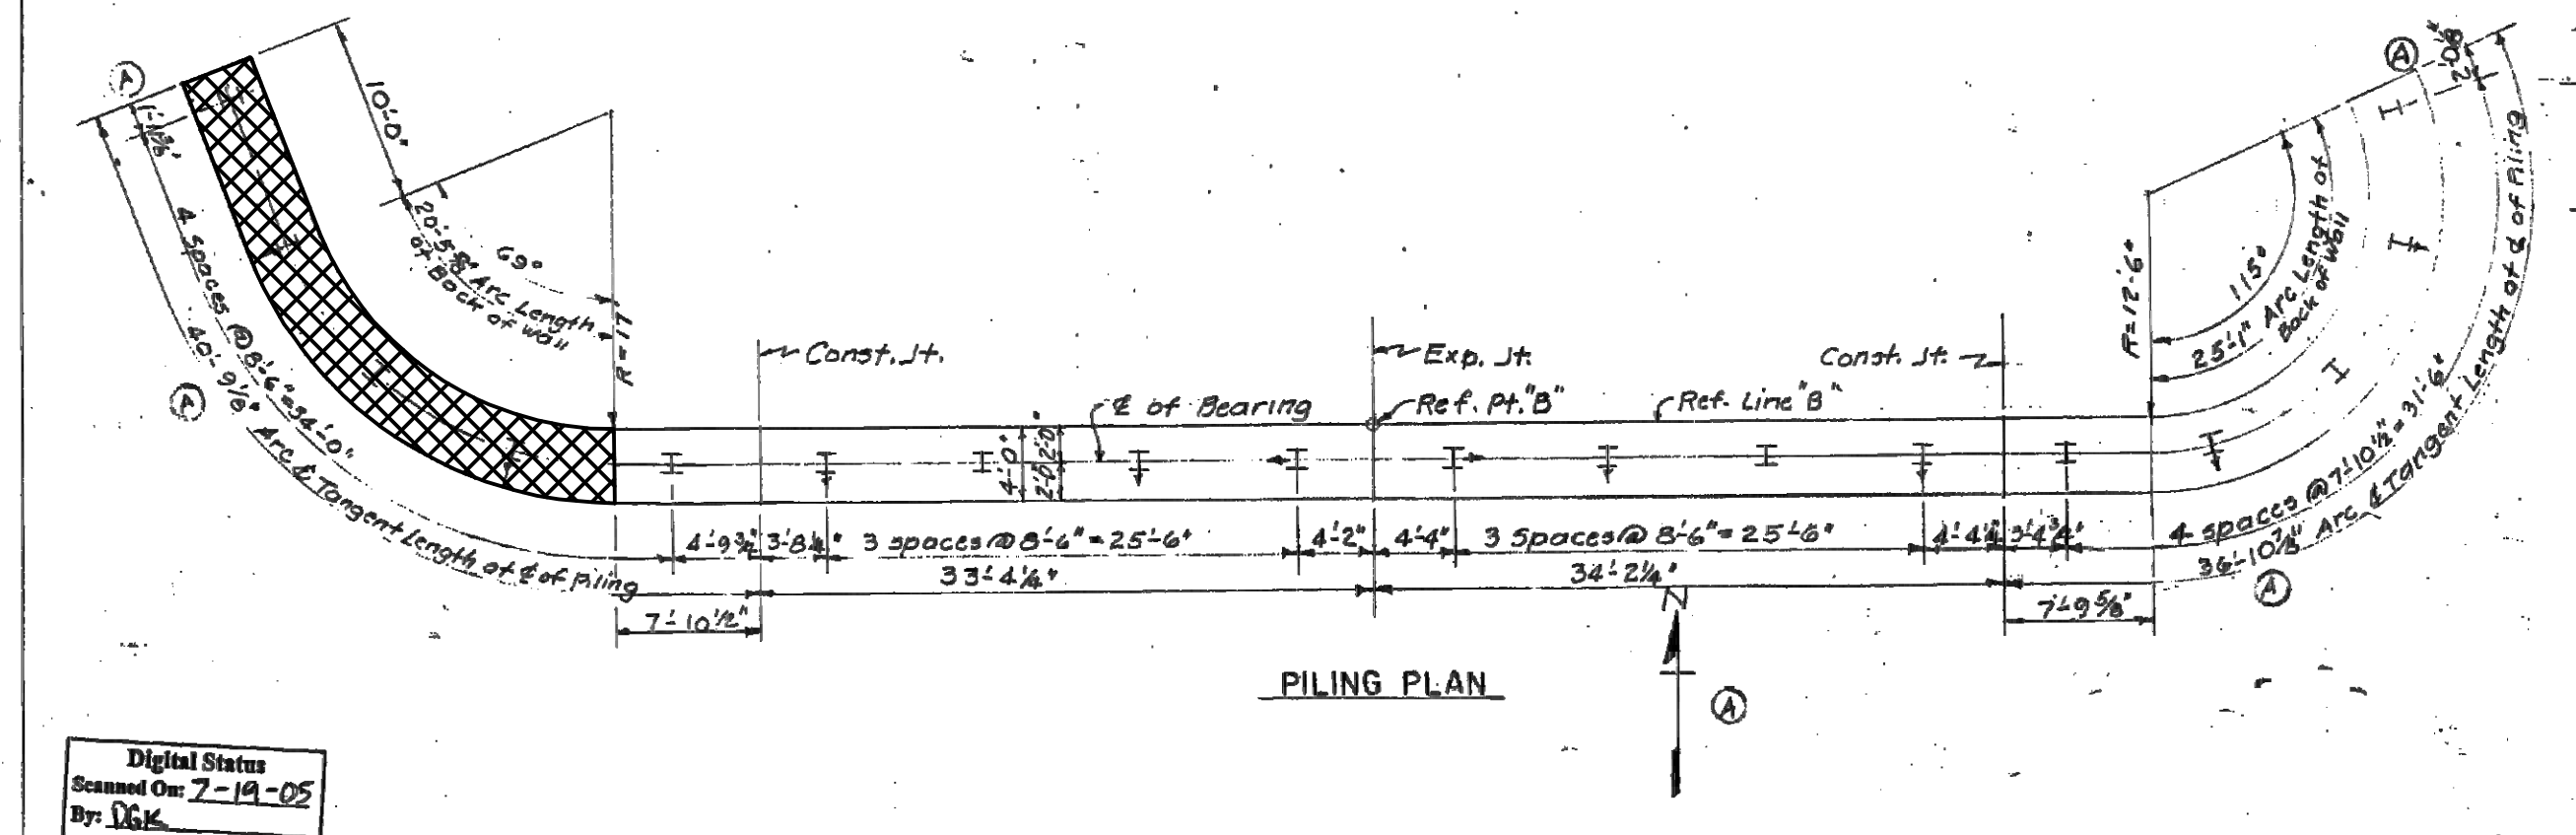 A
1'-11⅜"
10'-0"
4 Spaces @ 8'-6" = 34'-0"
40'-9⅛" Arc & Tangent Length at ℄ of Piling
A
69°
20'-5⅝" Arc Length
at Back of Wall
R=17'
Const. Jt.
℄ of Bearing
4'-0"
2'-0" 2'-0"
Exp. Jt.
Ref. Pt. "B"
Ref. Line "B"
Const. Jt.
R=12'-6"
115°
25'-1" Arc Length at
Back of Wall
A
4 spaces @ 7'-10½" = 31'-6"
36'-10⅞" Arc & Tangent Length at ℄ of Piling
A
4'-9¾" 3'-8¼" 3 spaces @ 8'-6" = 25'-6" 4'-2" 4'-4" 3 Spaces @ 8'-6" = 25'-6" 4'-4¼" 3'-4¾"
33'-4¼" 34'-2¼"
7'-10½" 7'-9⅝"
N
A
PILING PLAN
Digital Status
Scanned On: 7-19-05
By: DGK